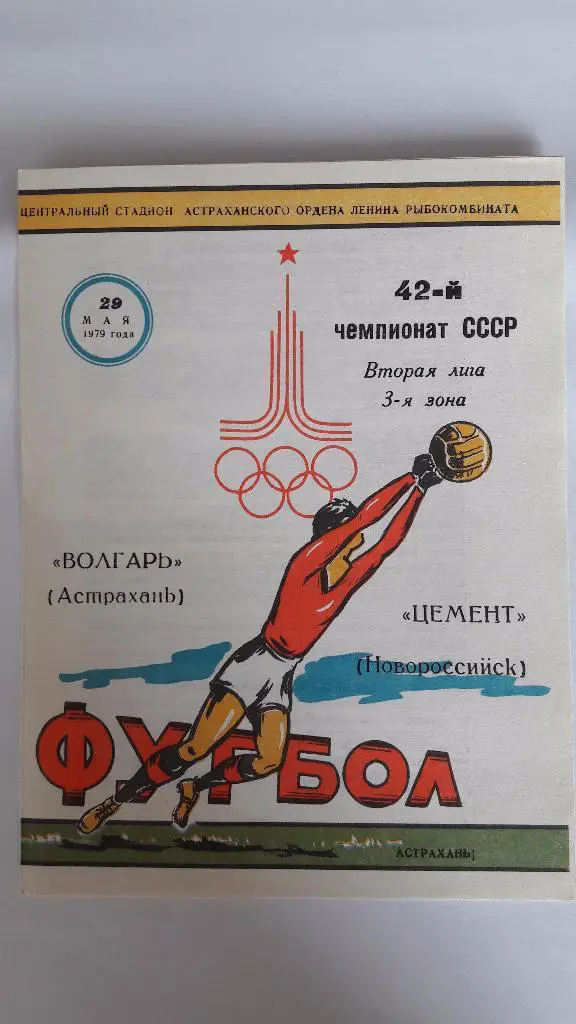 ЦЕНТРАЛЬНЫЙ СТАДИОН АСТРАХАНСКОГО ОРДЕНА ЛЕНИНА РЫБОКОМБИНАТА
29
МАЯ
1979 года
42-й
чемпионат СССР
Вторая лига
3-я зона
«ВОЛГАРЬ»
(Астрахань)
«ЦЕМЕНТ»
(Новороссийск)
ФУТБОЛ
АСТРАХАНЬ